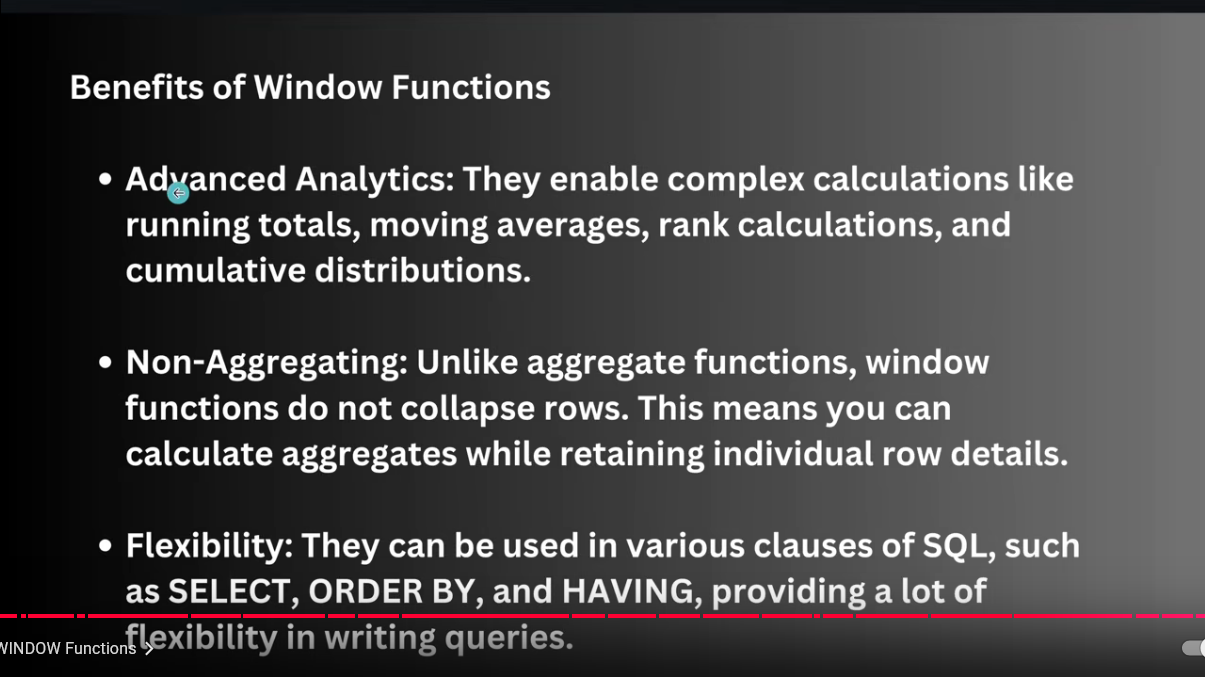 Benefits of Window Functions
• Advanced Analytics: They enable complex calculations like
running totals, moving averages, rank calculations, and
cumulative distributions.
• Non-Aggregating: Unlike aggregate functions, window
functions do not collapse rows. This means you can
calculate aggregates while retaining individual row details.
• Flexibility: They can be used in various clauses of SQL, such
as SELECT, ORDER BY, and HAVING, providing a lot of
flexibility in writing queries.
WINDOW Functions